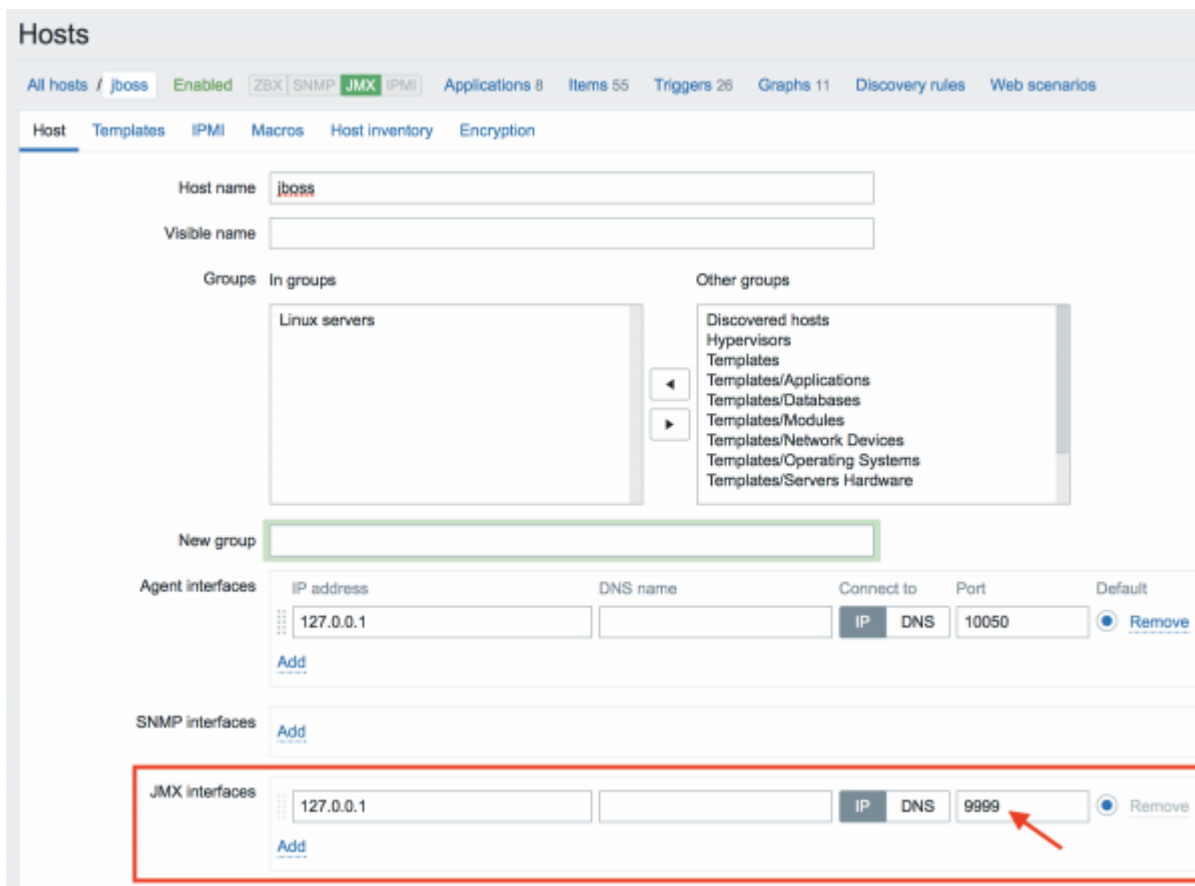 Hosts
All hosts / jboss Enabled ZBX SNMP JMX IPMI Applications 8 Items 55 Triggers 26 Graphs 11 Discovery rules Web scenarios
Host Templates IPMI Macros Host inventory Encryption
Host name jboss
Visible name
Groups In groups Other groups
Linux servers
Discovered hosts
Hypervisors
Templates
Templates/Applications
Templates/Databases
Templates/Modules
Templates/Network Devices
Templates/Operating Systems
Templates/Servers Hardware
New group
Agent interfaces IP address DNS name Connect to Port Default
127.0.0.1 IP DNS 10050 Remove
Add
SNMP interfaces Add
JMX interfaces 127.0.0.1 IP DNS 9999 Remove
Add